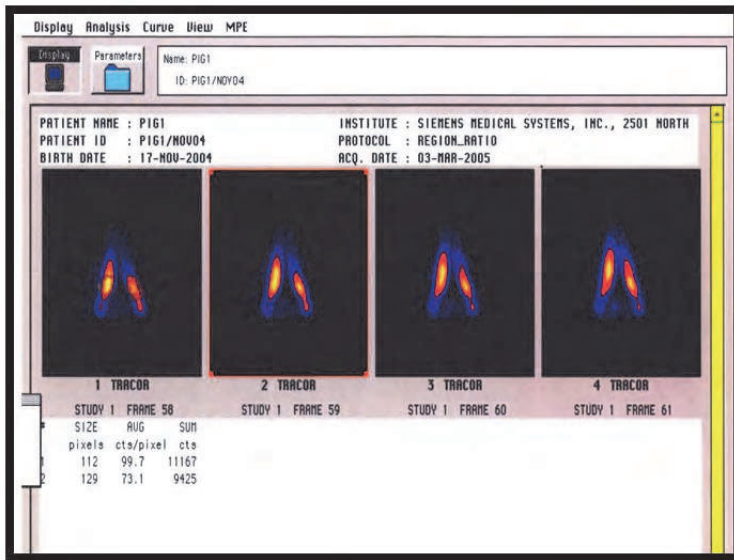 Display Analysis Curve View MPE
Display Parameters
Name: PIG1
ID: PIG1/NOV04
PATIENT NAME : PIG1 INSTITUTE : SIEMENS MEDICAL SYSTEMS, INC., 2501 NORTH
PATIENT ID : PIG1/NOV04 PROTOCOL : REGION_RATIO
BIRTH DATE : 17-NOV-2004 ACQ. DATE : 03-MAR-2005
1 TRACOR 2 TRACOR 3 TRACOR 4 TRACOR
STUDY 1 FRAME 58 STUDY 1 FRAME 59 STUDY 1 FRAME 60 STUDY 1 FRAME 61
SIZE AVG SUM
pixels cts/pixel cts
112 99.7 11167
2 129 73.1 9425